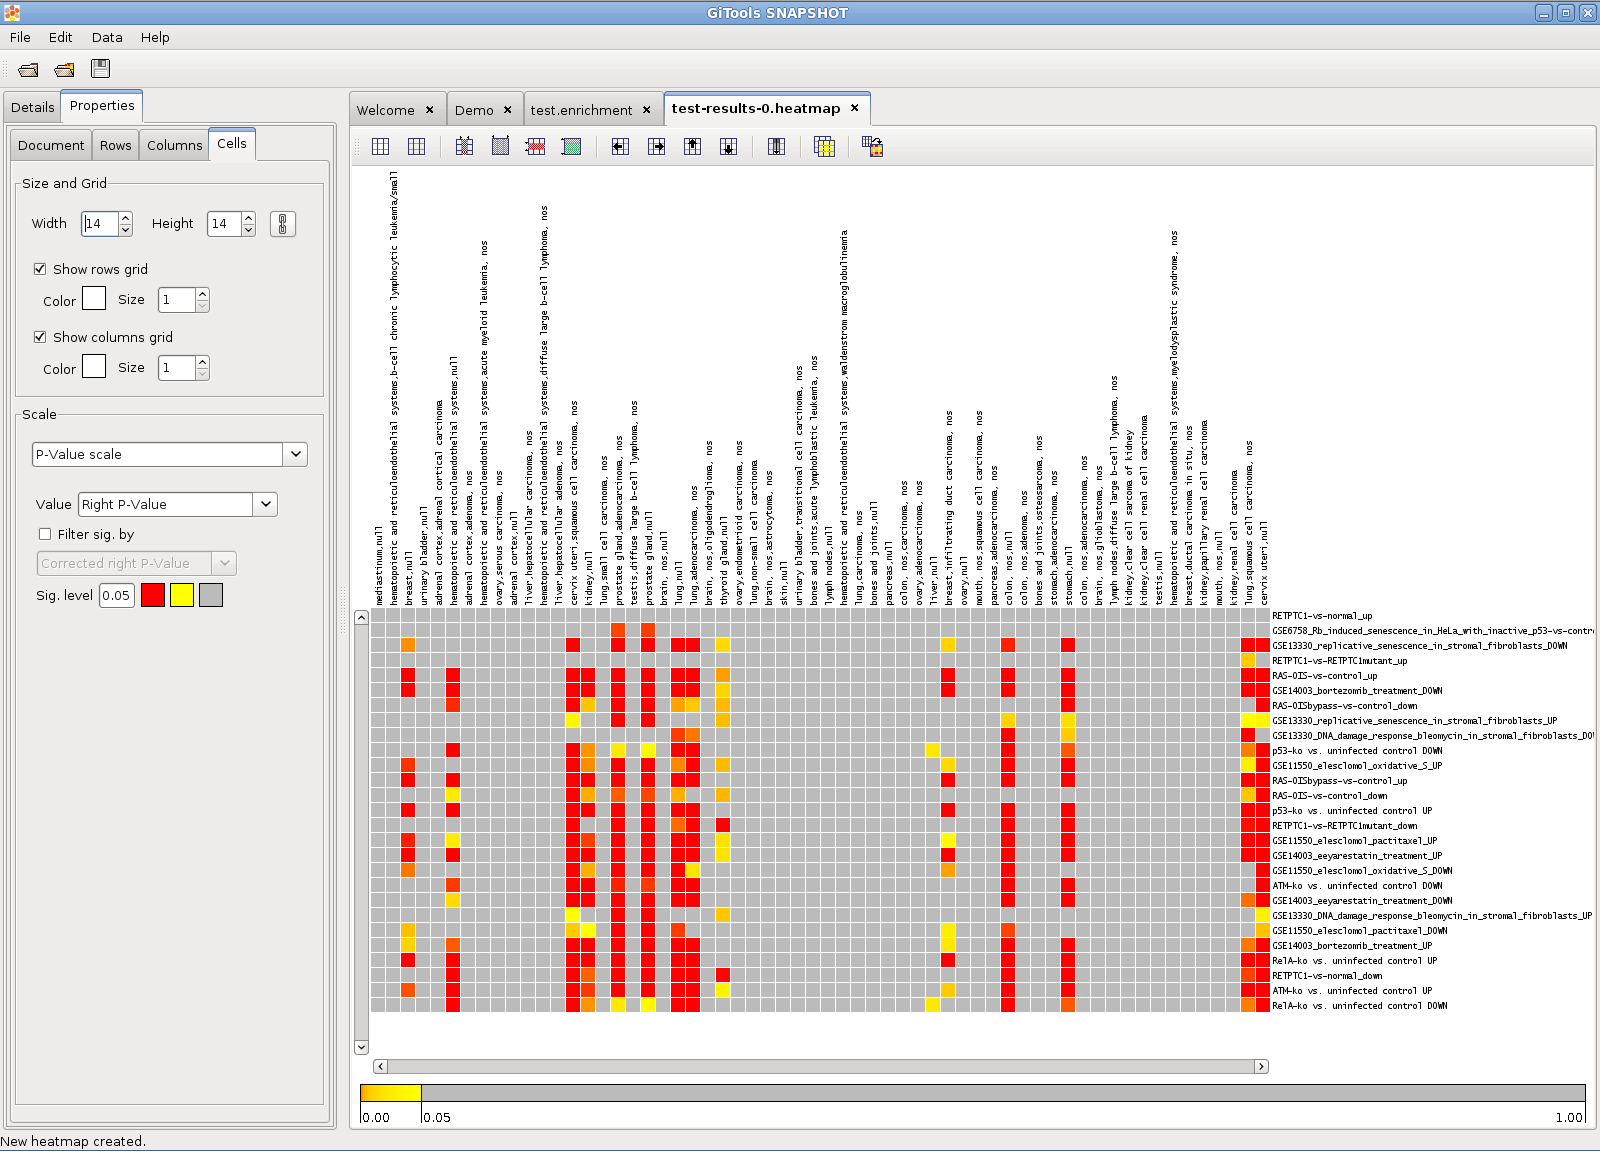 GiTools SNAPSHOT
File Edit Data Help
Details Properties
Document Rows Columns Cells
Size and Grid
Width 14 Height 14
Show rows grid
Color Size 1
Show columns grid
Color Size 1
Scale
P-Value scale
Value Right P-Value
Filter sig. by
Corrected right P-Value
Sig. level 0.05
Welcome Demo test.enrichment test-results-0.heatmap
mediastinum,null
hematopoietic and reticuloendothelial systems,b-cell chronic lymphocytic leukemia/small
breast,null
urinary bladder,null
adrenal cortex,adrenal cortical carcinoma
hematopoietic and reticuloendothelial systems,null
adrenal cortex,adenoma, nos
hematopoietic and reticuloendothelial systems,acute myeloid leukemia, nos
ovary,serous carcinoma, nos
adrenal cortex,null
liver,hepatocellular carcinoma, nos
hematopoietic and reticuloendothelial systems,diffuse large b-cell lymphoma, nos
liver,hepatocellular adenoma, nos
cervix uteri,squamous cell carcinoma, nos
kidney,null
lung,small cell carcinoma, nos
prostate gland,adenocarcinoma, nos
testis,diffuse large b-cell lymphoma, nos
prostate gland,null
brain, nos,null
lung,null
lung,adenocarcinoma, nos
brain, nos,oligodendroglioma, nos
thyroid gland,null
ovary,endometrioid carcinoma, nos
lung,non-small cell carcinoma
brain, nos,astrocytoma, nos
skin,null
urinary bladder,transitional cell carcinoma, nos
bones and joints,acute lymphoblastic leukemia, nos
lymph nodes,null
hematopoietic and reticuloendothelial systems,waldenstrom macroglobulinemia
lung,carcinoma, nos
bones and joints,null
pancreas,null
colon, nos,carcinoma, nos
ovary,adenocarcinoma, nos
liver,null
breast,infiltrating duct carcinoma, nos
ovary,null
mouth, nos,squamous cell carcinoma, nos
pancreas,adenocarcinoma, nos
colon, nos,null
colon, nos,adenoma, nos
bones and joints,osteosarcoma, nos
stomach,adenocarcinoma, nos
stomach,null
colon, nos,adenocarcinoma, nos
brain, nos,glioblastoma, nos
lymph nodes,diffuse large b-cell lymphoma, nos
kidney,clear cell sarcoma of kidney
kidney,clear cell renal cell carcinoma
testis,null
hematopoietic and reticuloendothelial systems,myelodysplastic syndrome, nos
breast,ductal carcinoma in situ, nos
kidney,papillary renal cell carcinoma
mouth, nos,null
kidney,renal cell carcinoma
lung,squamous cell carcinoma, nos
cervix uteri,null
RETPTC1-vs-normal_up
GSE6758_Rb_induced_senescence_in_HeLa_with_inactive_p53-vs-contr
GSE13330_replicative_senescence_in_stromal_fibroblasts_DOWN
RETPTC1-vs-RETPTC1mutant_up
RAS-OIS-vs-control_up
GSE14003_bortezomib_treatment_DOWN
RAS-OISbypass-vs-control_down
GSE13330_replicative_senescence_in_stromal_fibroblasts_UP
GSE13330_DNA_damage_response_bleomycin_in_stromal_fibroblasts_DO
p53-ko vs. uninfected control DOWN
GSE11550_elesclomol_oxidative_S_UP
RAS-OISbypass-vs-control_up
RAS-OIS-vs-control_down
p53-ko vs. uninfected control UP
RETPTC1-vs-RETPTC1mutant_down
GSE11550_elesclomol_pactitaxel_UP
GSE14003_eeyarestatin_treatment_UP
GSE11550_elesclomol_oxidative_S_DOWN
ATM-ko vs. uninfected control DOWN
GSE14003_eeyarestatin_treatment_DOWN
GSE13330_DNA_damage_response_bleomycin_in_stromal_fibroblasts_UP
GSE11550_elesclomol_pactitaxel_DOWN
GSE14003_bortezomib_treatment_UP
RelA-ko vs. uninfected control UP
RETPTC1-vs-normal_down
ATM-ko vs. uninfected control UP
RelA-ko vs. uninfected control DOWN
0.00 0.05 1.00
New heatmap created.